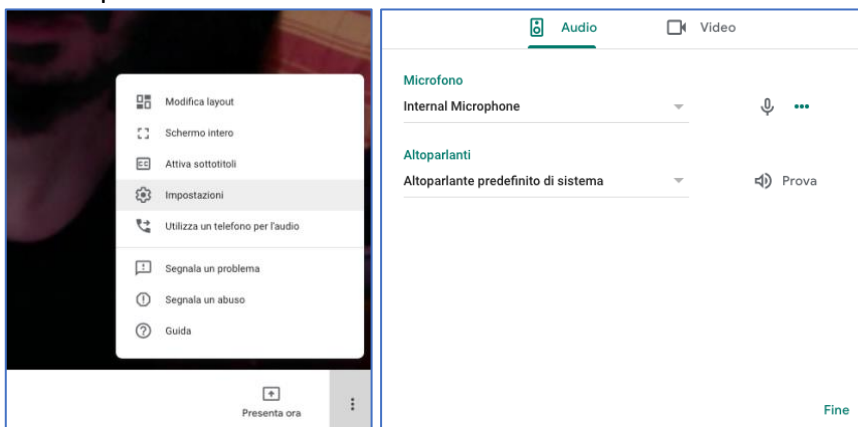 Modifica layout
Schermo intero
CC Attiva sottotitoli
Impostazioni
Utilizza un telefono per l'audio
Segnala un problema
Segnala un abuso
Guida
Presenta ora
Audio Video
Microfono
Internal Microphone
Altoparlanti
Altoparlante predefinito di sistema Prova
Fine